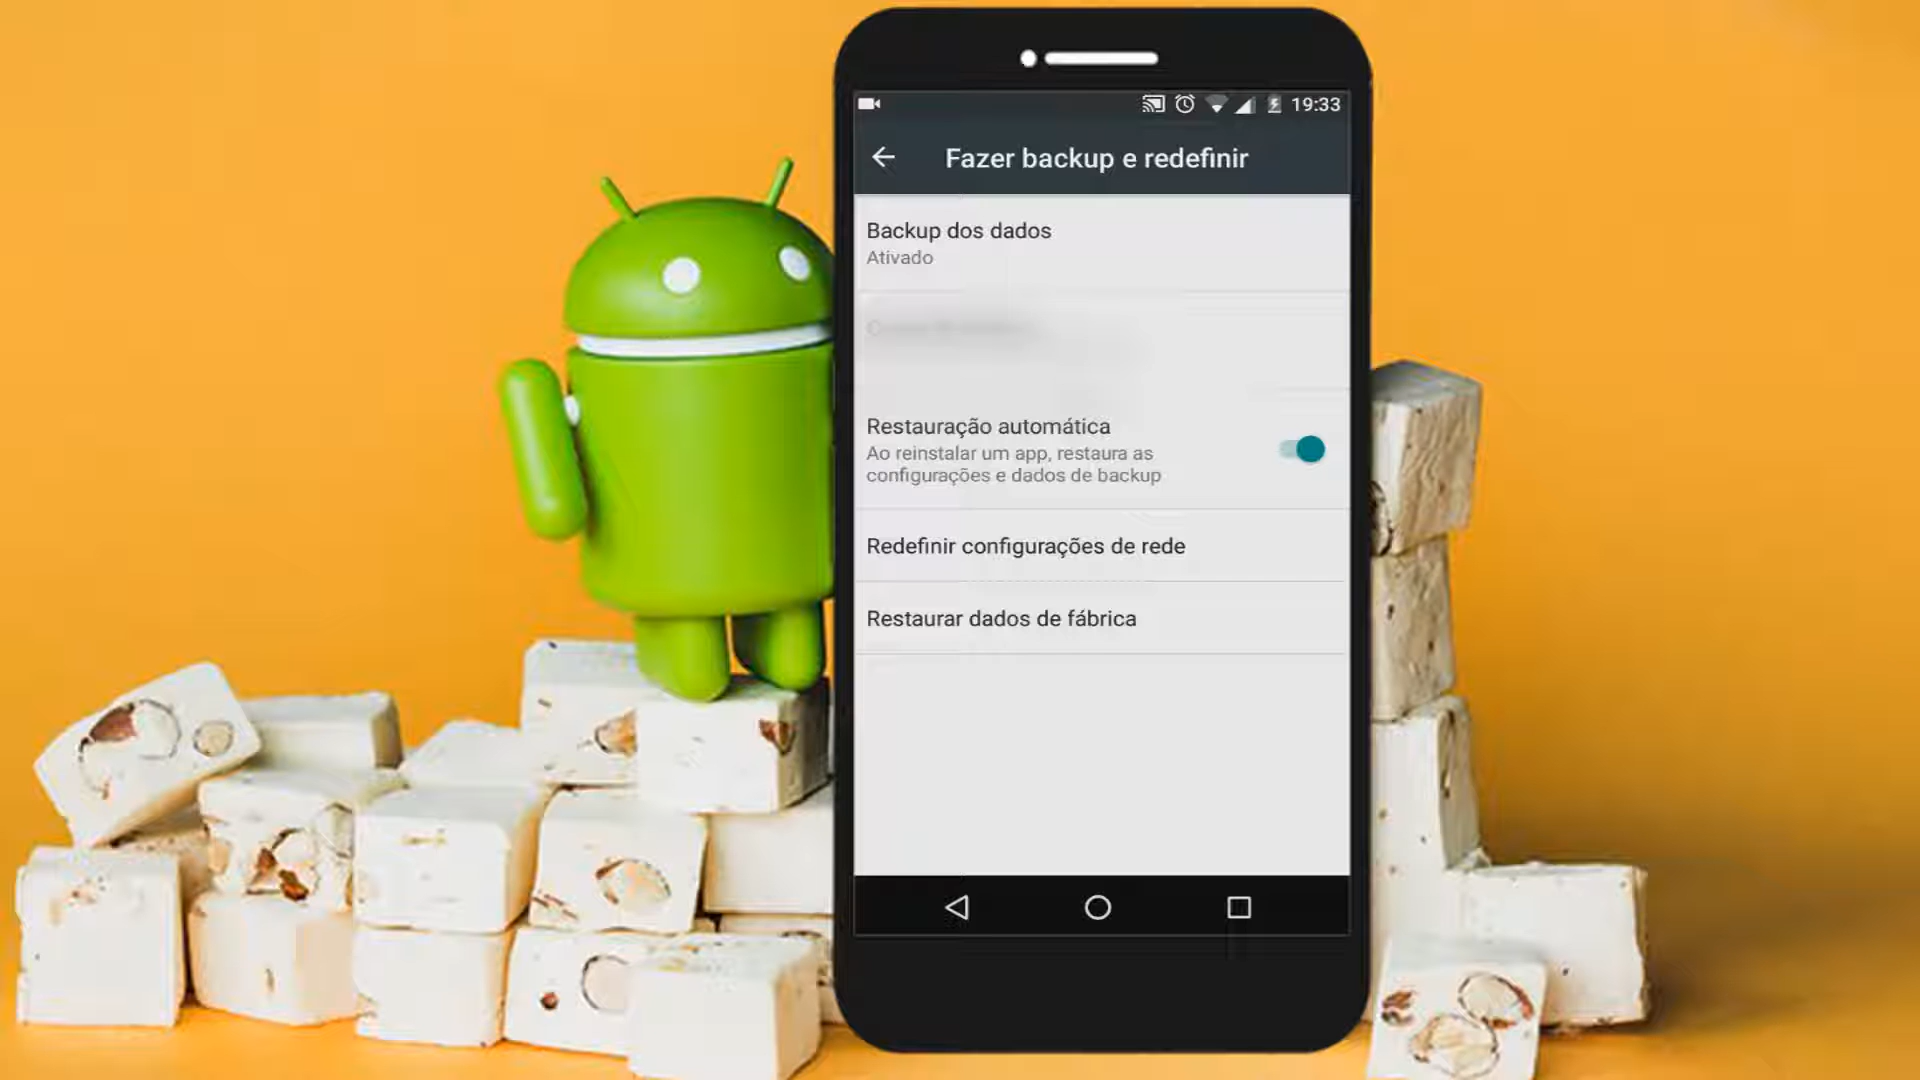 19:33
Fazer backup e redefinir
Backup dos dados
Ativado
Restauração automática
Ao reinstalar um app, restaura as
configurações e dados de backup
Redefinir configurações de rede
Restaurar dados de fábrica